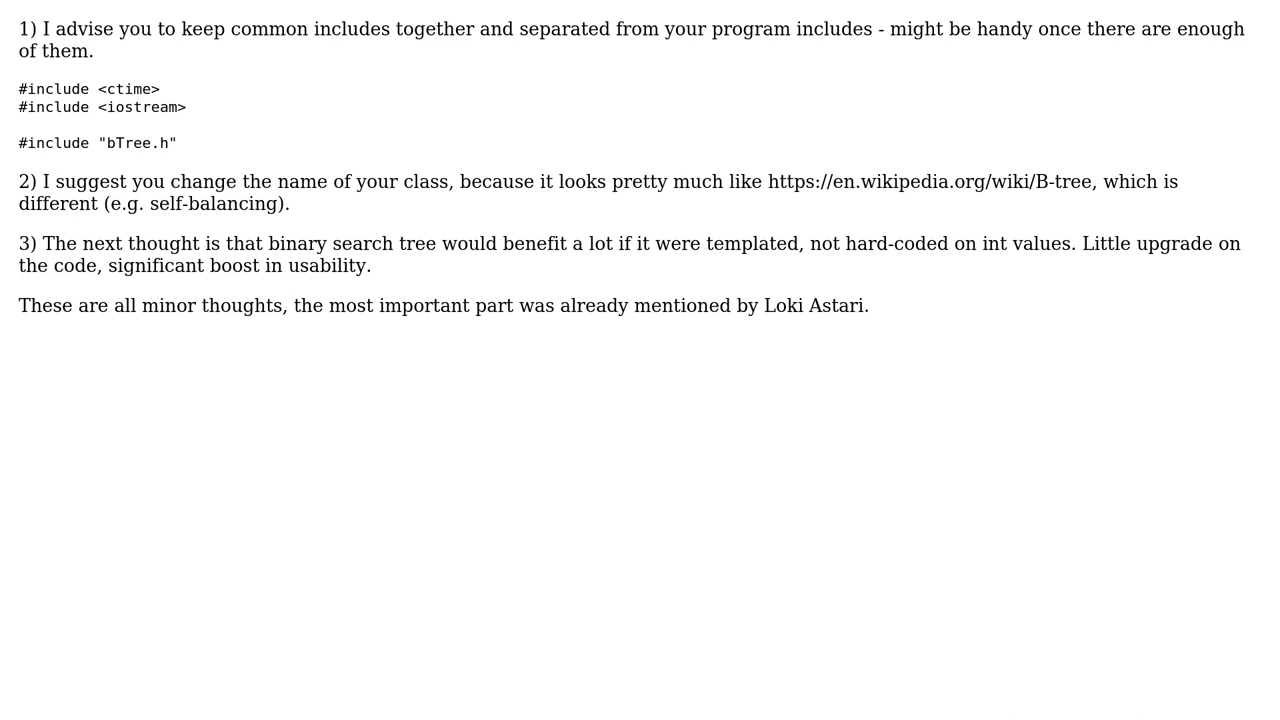 1) I advise you to keep common includes together and separated from your program includes - might be handy once there are enough
of them.
#include <ctime>
#include <iostream>
#include "bTree.h"
2) I suggest you change the name of your class, because it looks pretty much like https://en.wikipedia.org/wiki/B-tree, which is
different (e.g. self-balancing).
3) The next thought is that binary search tree would benefit a lot if it were templated, not hard-coded on int values. Little upgrade on
the code, significant boost in usability.
These are all minor thoughts, the most important part was already mentioned by Loki Astari.